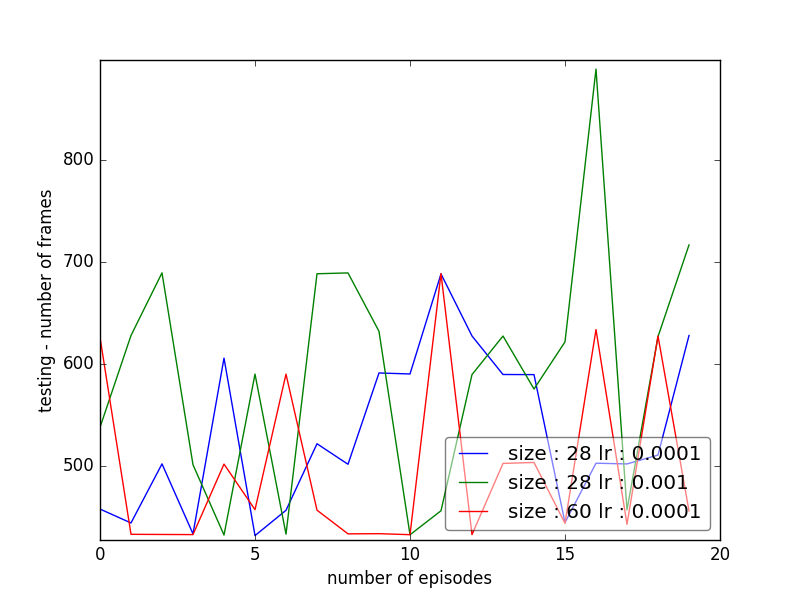 800
700
600
500
testing - number of frames
size : 28 lr : 0.0001
size : 28 lr : 0.001
size : 60 lr : 0.0001
0 5 10 15 20
number of episodes